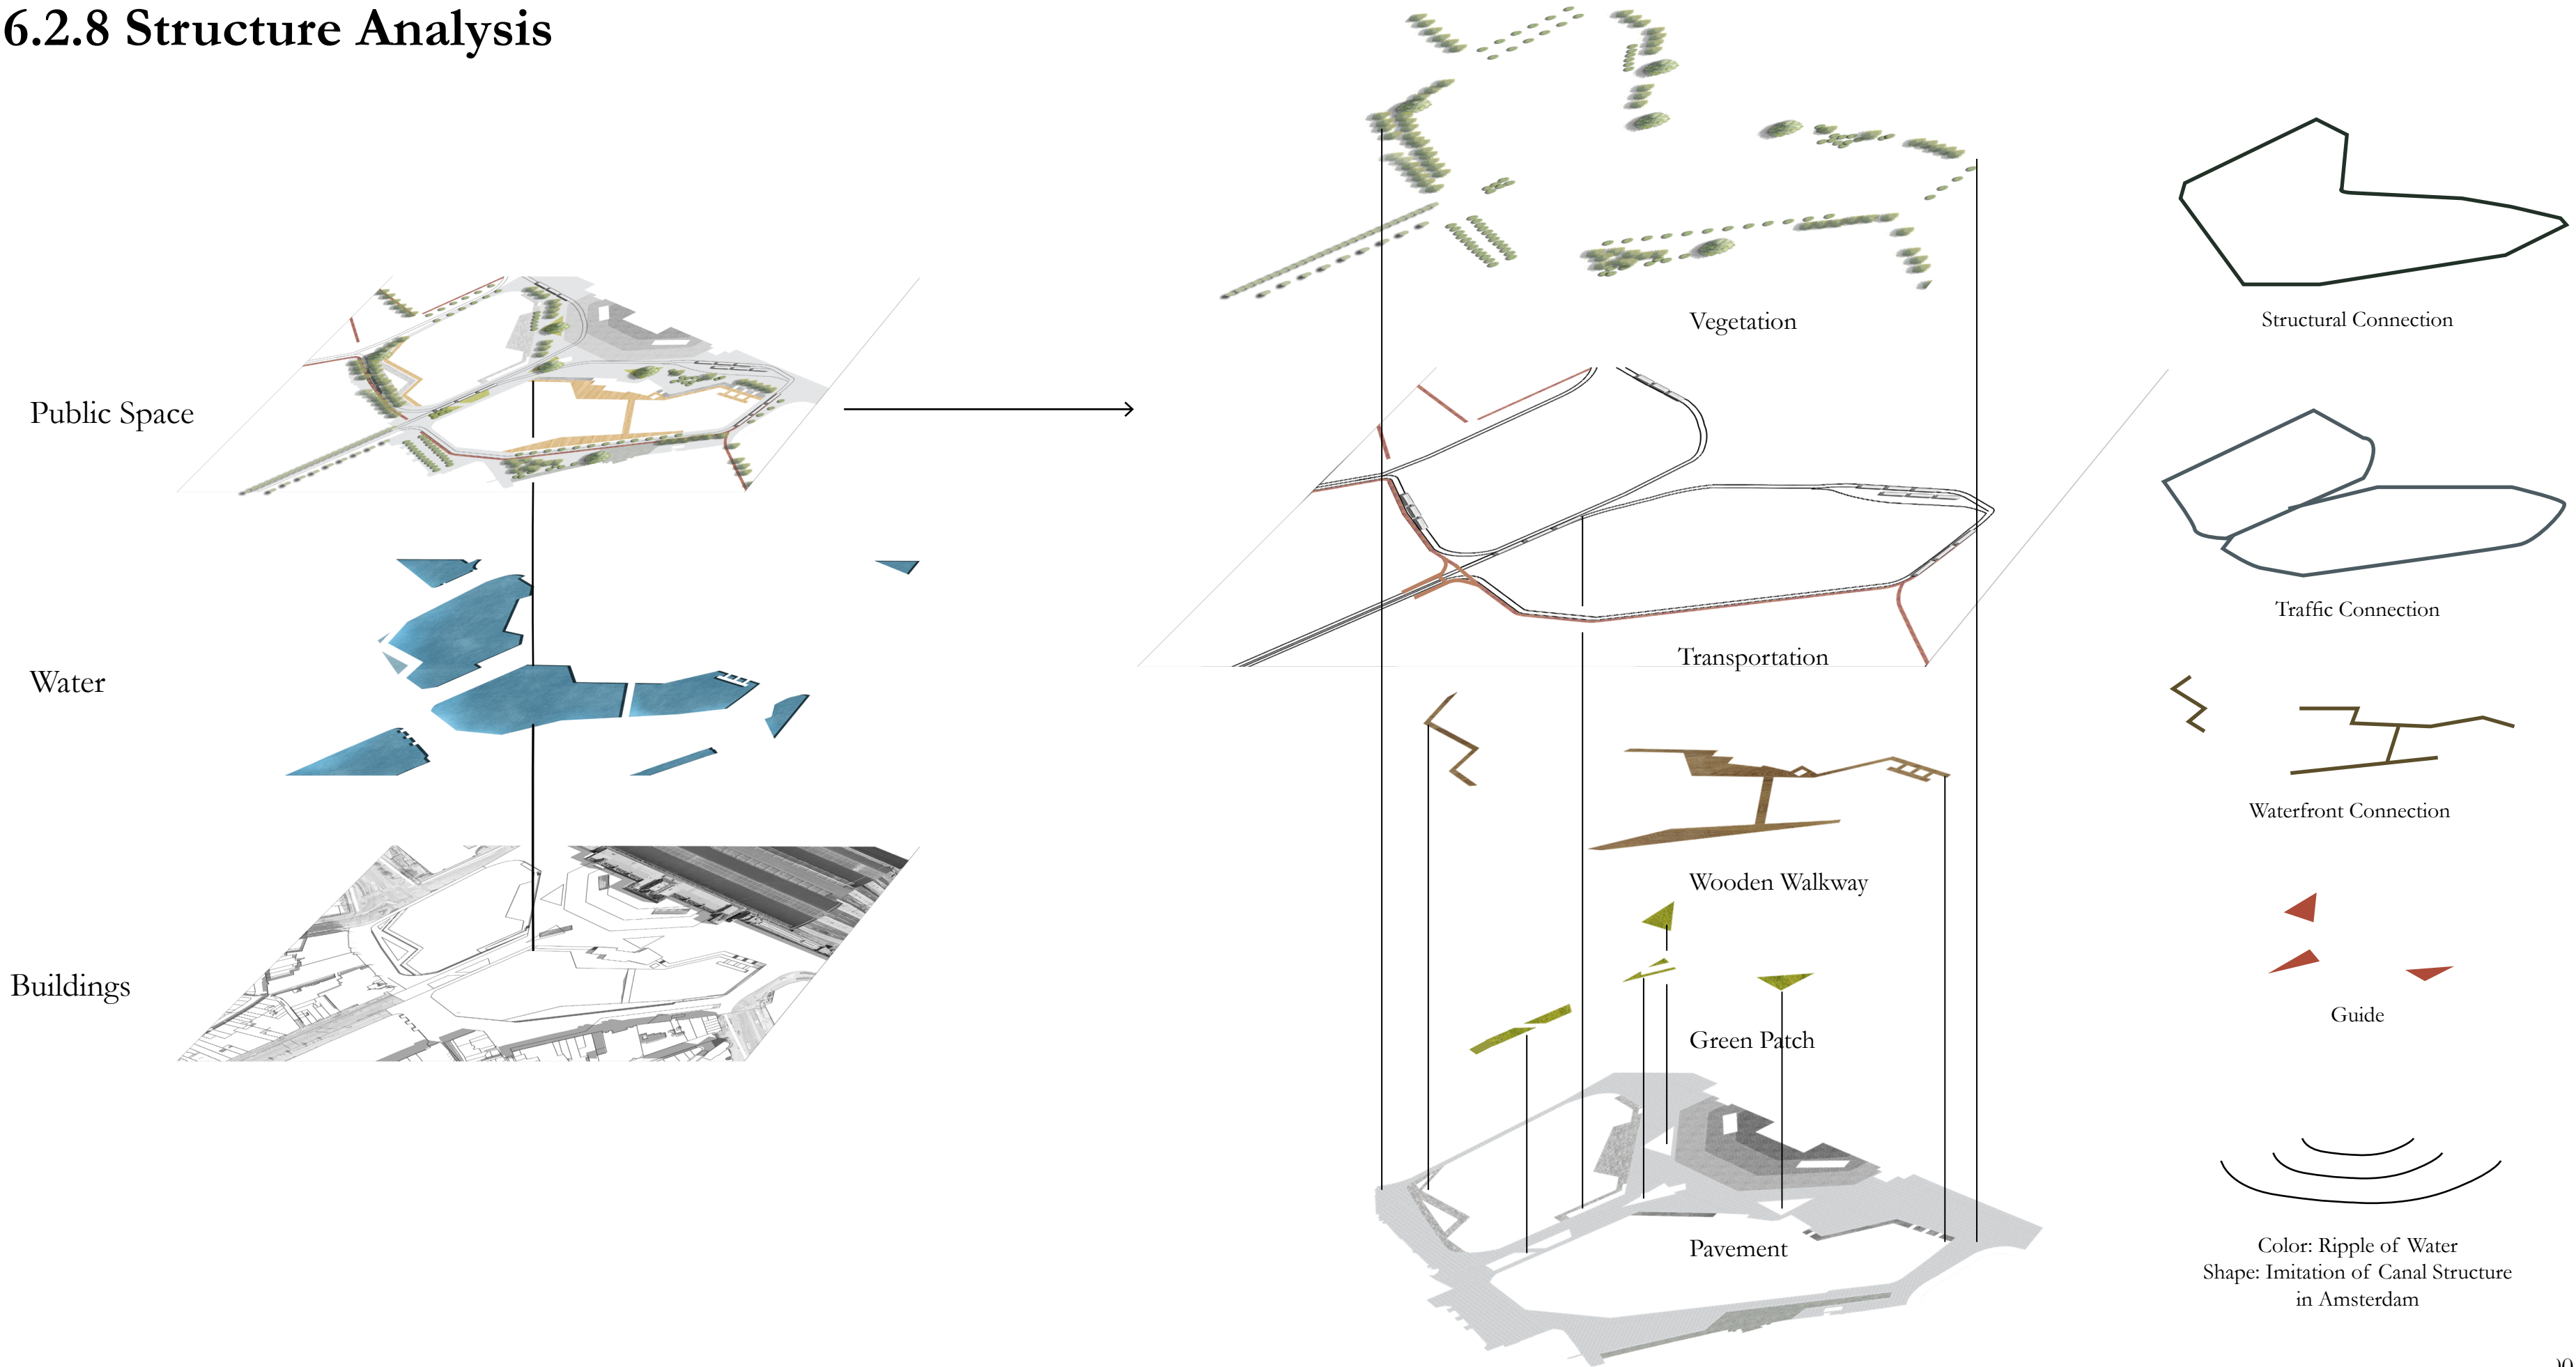 6.2.8 Structure Analysis
Public Space
Water
Buildings
Vegetation
Transportation
Wooden Walkway
Green Patch
Pavement
Structural Connection
Traffic Connection
Waterfront Connection
Guide
Color: Ripple of Water
Shape: Imitation of Canal Structure
in Amsterdam